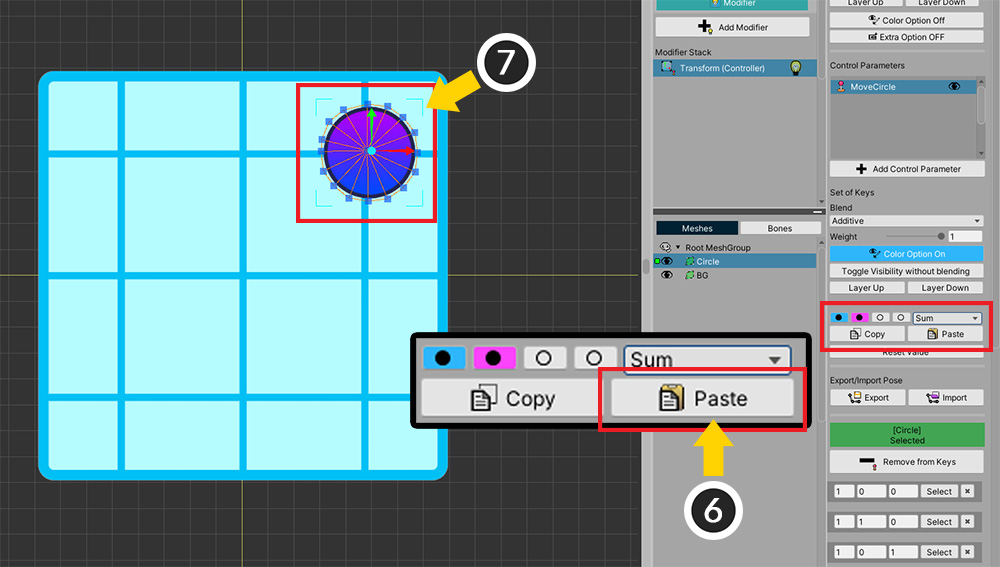 Modifier
Add Modifier
Modifier Stack
Transform (Controller)
Meshes
Bones
Root MeshGroup
Circle
BG
Layer Up
Layer Down
Color Option Off
Extra Option OFF
Control Parameters
MoveCircle
Add Control Parameter
Set of Keys
Blend
Additive
Weight
1
Color Option On
Toggle Visibility without blending
Layer Up
Layer Down
Sum
Copy
Paste
Reset Value
Export/Import Pose
Export
Import
[Circle]
Selected
Remove from Keys
1 0 0 Select
1 1 0 Select
1 0 1 Select
7
Sum
Copy
Paste
6